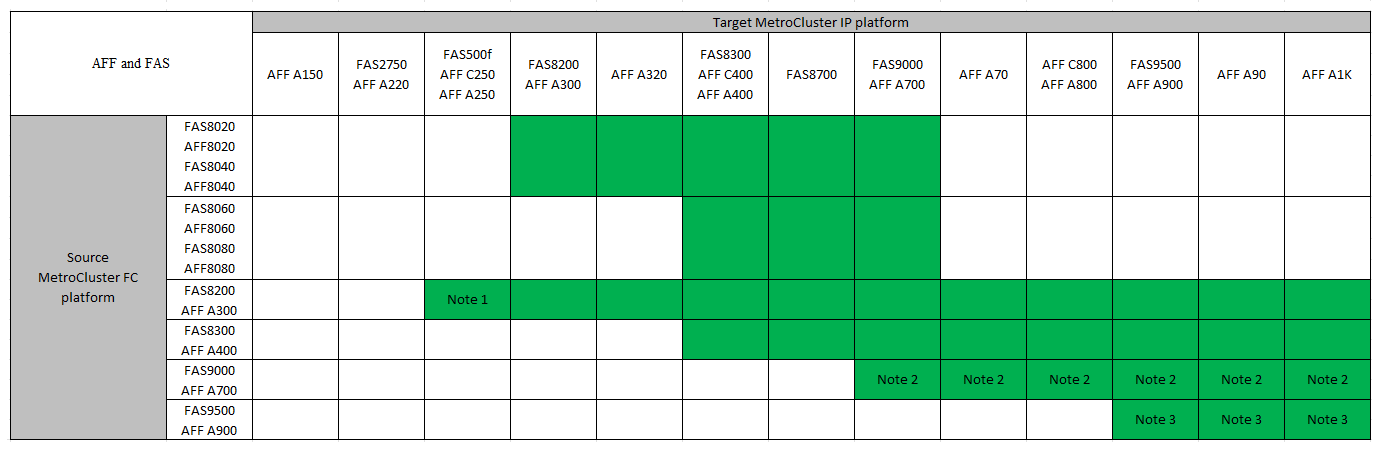 Target MetroCluster IP platform
AFF and FAS
AFF A150
FAS2750
AFF A220
FAS500f
AFF C250
AFF A250
FAS8200
AFF A300
AFF A320
FAS8300
AFF C400
AFF A400
FAS8700
FAS9000
AFF A700
AFF A70
AFF C800
AFF A800
FAS9500
AFF A900
AFF A90
AFF A1K
Source
MetroCluster FC
platform
FAS8020
AFF8020
FAS8040
AFF8040
FAS8060
AFF8060
FAS8080
AFF8080
FAS8200
AFF A300
Note 1
FAS8300
AFF A400
FAS9000
AFF A700
Note 2
Note 2
Note 2
Note 2
Note 2
Note 2
FAS9500
AFF A900
Note 3
Note 3
Note 3